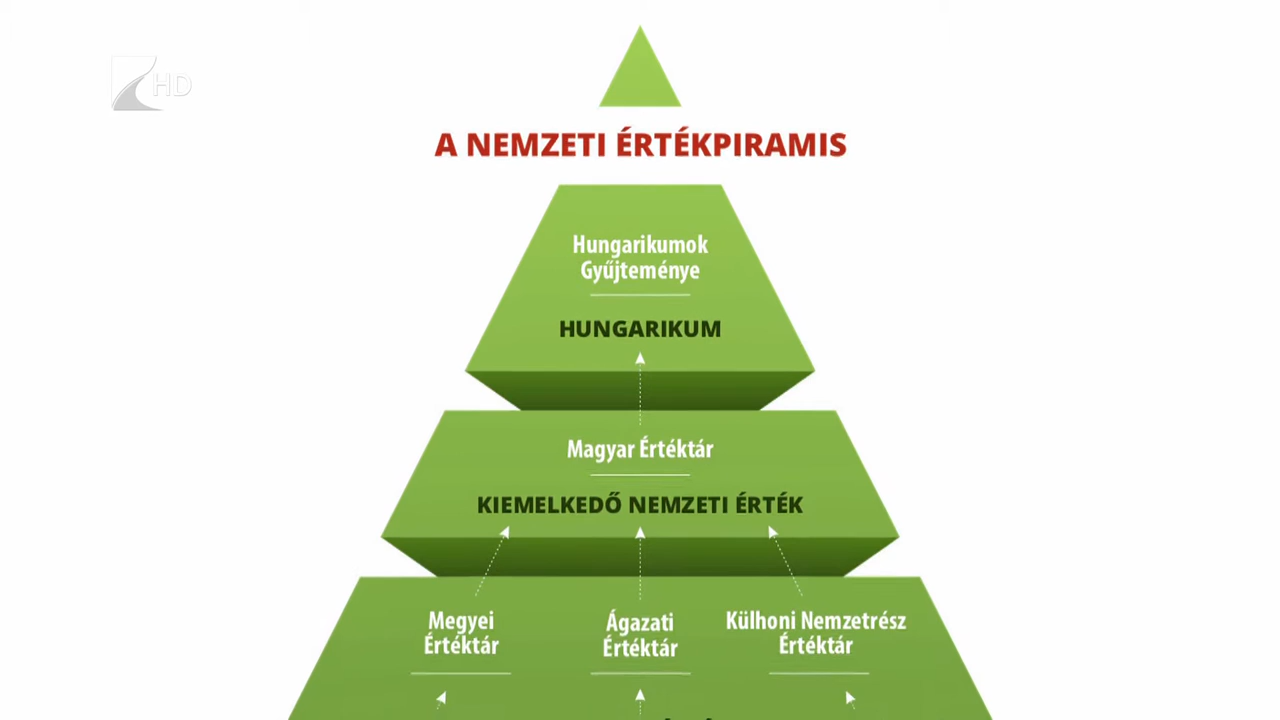 HD
A NEMZETI ÉRTÉKPIRAMIS
Hungarikumok
Gyűjteménye
HUNGARIKUM
Magyar Értéktár
KIEMELKEDŐ NEMZETI ÉRTÉK
Megyei
Értéktár
Ágazati
Értéktár
Külhoni Nemzetrész
Értéktár